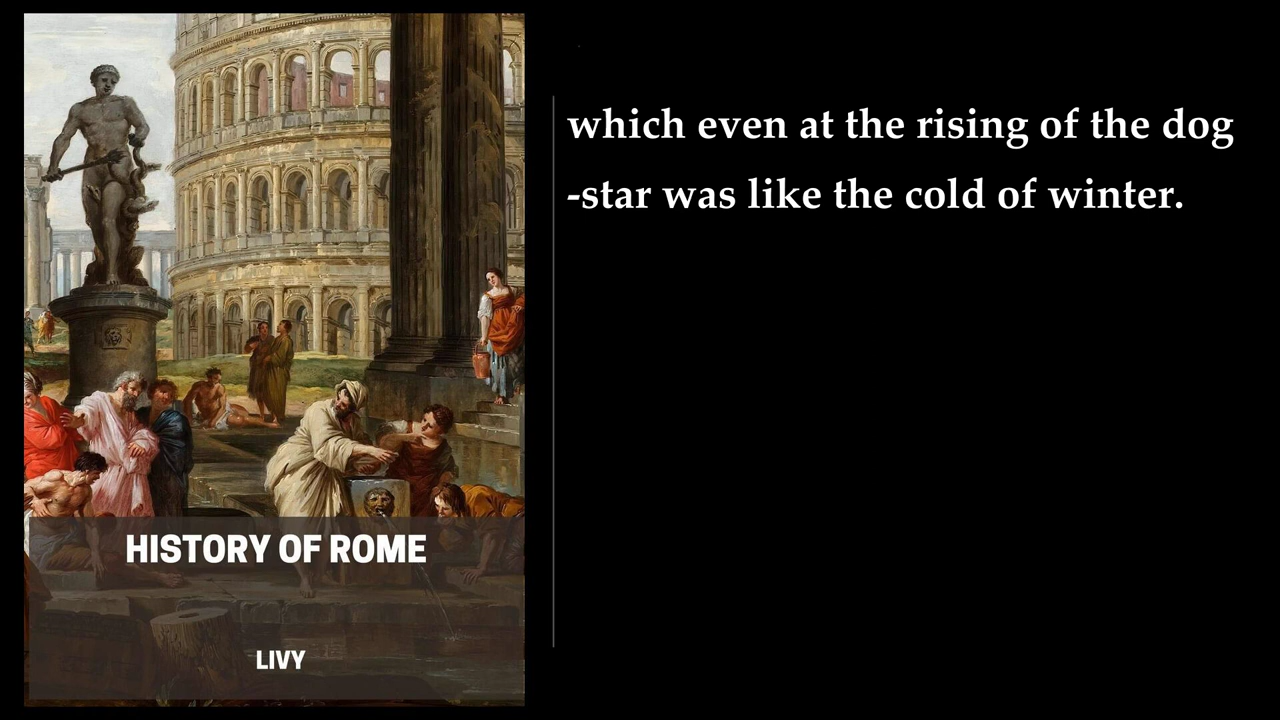 which even at the rising of the dog
-star was like the cold of winter.
HISTORY OF ROME
LIVY